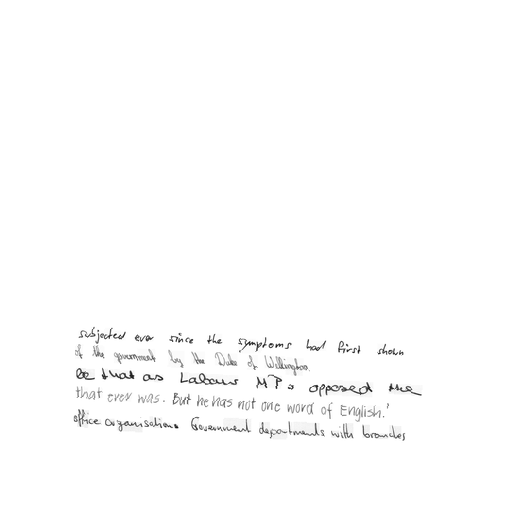 subjected ever since the symptoms had first shown
of the government by the Duke of Wellington.
be that as Labour MPs opposed the
that ever was. But he has not one word of English.'
office organisations Government departments with branches